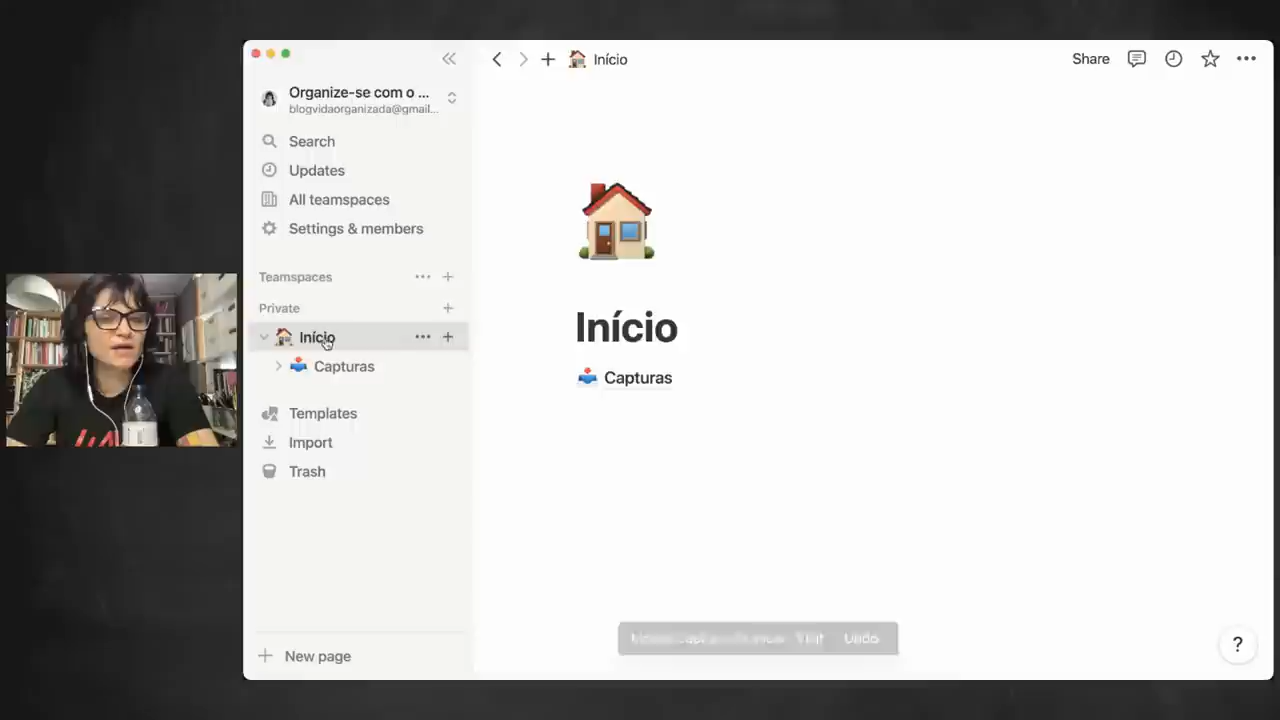 Início
Share
Organize-se com o ...
blogvidaorganizada@gmail...
Search
Updates
All teamspaces
Settings & members
Teamspaces
Private
Início
Capturas
Templates
Import
Trash
New page
Início
Capturas
Undo
?